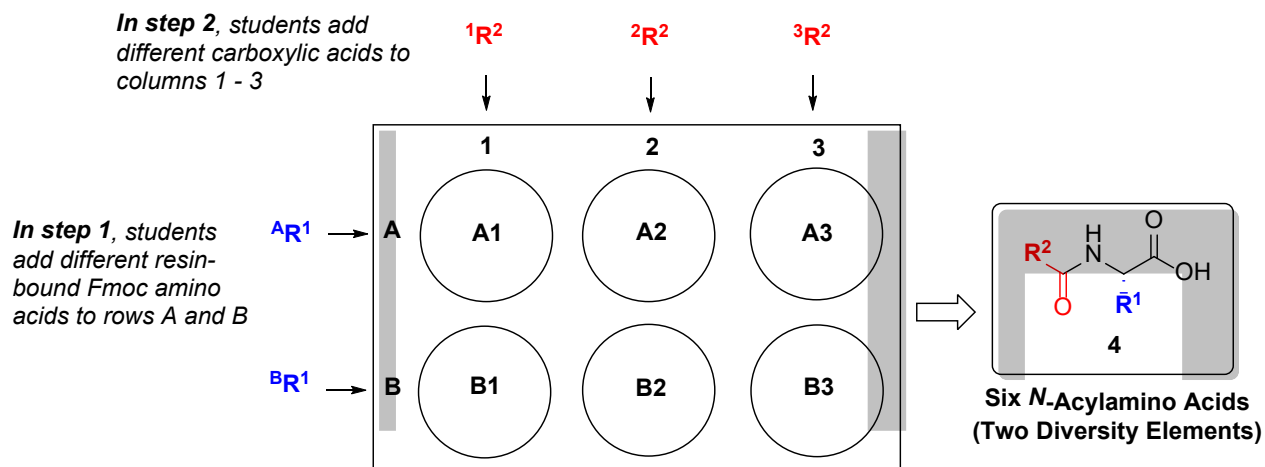 In step 2, students add
different carboxylic acids to
columns 1 - 3
¹R² ²R² ³R²
1 2 3
In step 1, students
add different resin-
bound Fmoc amino
acids to rows A and B
ᴬR¹ A A1 A2 A3
ᴮR¹ B B1 B2 B3
R² H N O OH
O R¹
4
Six N-Acylamino Acids
(Two Diversity Elements)